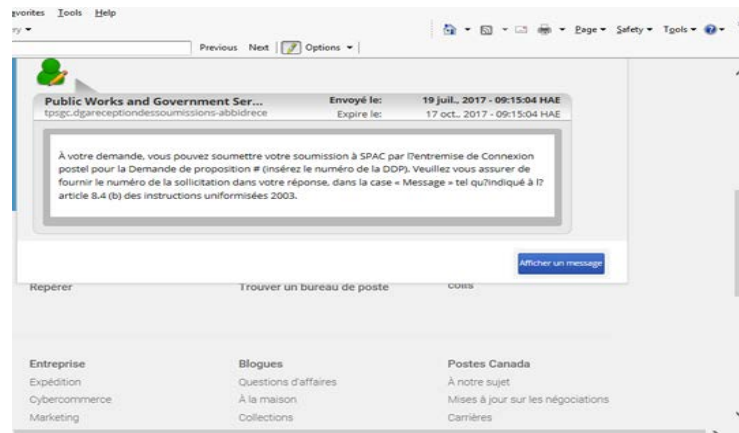 avorites Tools Help
Page Safety Tools
Previous Next Options
Public Works and Government Ser... Envoyé le: 19 juil., 2017 - 09:15:04 HAE
tpsgc.dgareceptiondessoumissions-abbidrece Expire le: 17 oct., 2017 - 09:15:04 HAE
À votre demande, vous pouvez soumettre votre soumission à SPAC par l?entremise de Connexion
postel pour la Demande de proposition # (insérez le numéro de la DDP). Veuillez vous assurer de
fournir le numéro de la sollicitation dans votre réponse, dans la case « Message » tel qu?indiqué à l?
article 8.4 (b) des instructions uniformisées 2003.
Afficher un message
Repérer Trouver un bureau de poste colis
Entreprise Blogues Postes Canada
Expédition Questions d'affaires À notre sujet
Cybercommerce À la maison Mises à jour sur les négociations
Marketing Collections Carrières